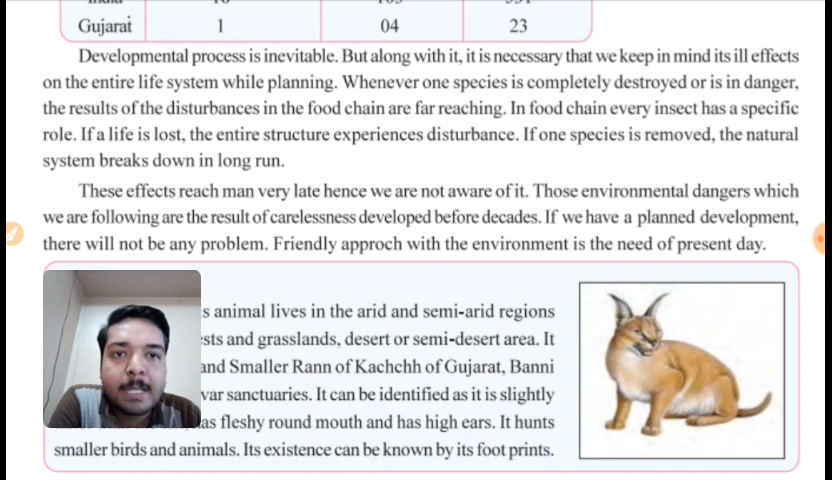 Gujarat 1 04 23
Developmental process is inevitable. But along with it, it is necessary that we keep in mind its ill effects
on the entire life system while planning. Whenever one species is completely destroyed or is in danger,
the results of the disturbances in the food chain are far reaching. In food chain every insect has a specific
role. If a life is lost, the entire structure experiences disturbance. If one species is removed, the natural
system breaks down in long run.
These effects reach man very late hence we are not aware of it. Those environmental dangers which
we are following are the result of carelessness developed before decades. If we have a planned development,
there will not be any problem. Friendly approch with the environment is the need of present day.
animal lives in the arid and semi-arid regions
and grasslands, desert or semi-desert area. It
and Smaller Rann of Kachchh of Gujarat, Banni
sanctuaries. It can be identified as it is slightly
fleshy round mouth and has high ears. It hunts
smaller birds and animals. Its existence can be known by its foot prints.